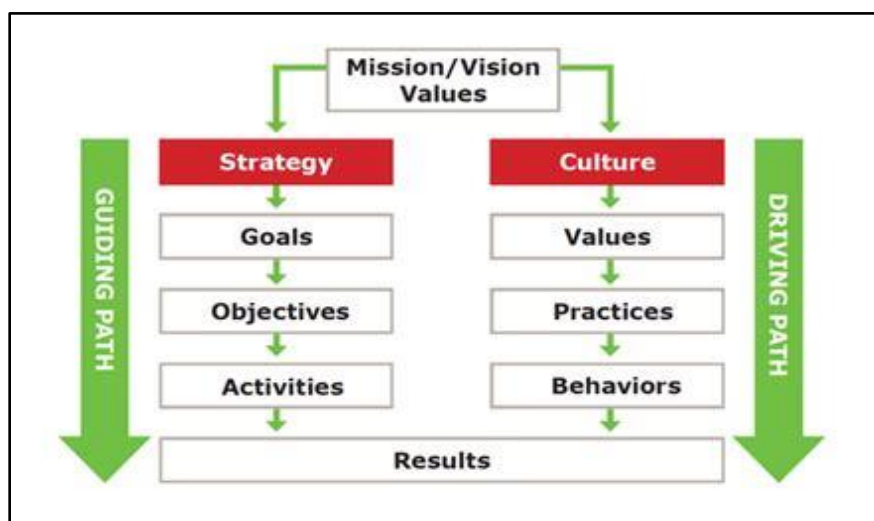 Mission/Vision
Values
Strategy
Culture
Goals
Values
Objectives
Practices
Activities
Behaviors
Results
GUIDING PATH
DRIVING PATH